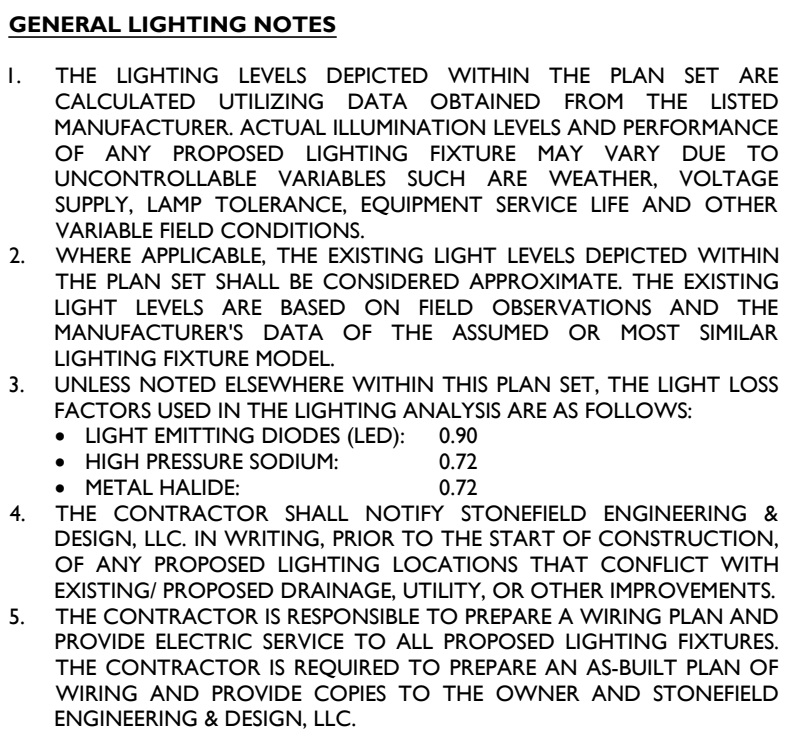 GENERAL LIGHTING NOTES
1. THE LIGHTING LEVELS DEPICTED WITHIN THE PLAN SET ARE
CALCULATED UTILIZING DATA OBTAINED FROM THE LISTED
MANUFACTURER. ACTUAL ILLUMINATION LEVELS AND PERFORMANCE
OF ANY PROPOSED LIGHTING FIXTURE MAY VARY DUE TO
UNCONTROLLABLE VARIABLES SUCH ARE WEATHER, VOLTAGE
SUPPLY, LAMP TOLERANCE, EQUIPMENT SERVICE LIFE AND OTHER
VARIABLE FIELD CONDITIONS.
2. WHERE APPLICABLE, THE EXISTING LIGHT LEVELS DEPICTED WITHIN
THE PLAN SET SHALL BE CONSIDERED APPROXIMATE. THE EXISTING
LIGHT LEVELS ARE BASED ON FIELD OBSERVATIONS AND THE
MANUFACTURER'S DATA OF THE ASSUMED OR MOST SIMILAR
LIGHTING FIXTURE MODEL.
3. UNLESS NOTED ELSEWHERE WITHIN THIS PLAN SET, THE LIGHT LOSS
FACTORS USED IN THE LIGHTING ANALYSIS ARE AS FOLLOWS:
• LIGHT EMITTING DIODES (LED): 0.90
• HIGH PRESSURE SODIUM: 0.72
• METAL HALIDE: 0.72
4. THE CONTRACTOR SHALL NOTIFY STONEFIELD ENGINEERING &
DESIGN, LLC. IN WRITING, PRIOR TO THE START OF CONSTRUCTION,
OF ANY PROPOSED LIGHTING LOCATIONS THAT CONFLICT WITH
EXISTING/ PROPOSED DRAINAGE, UTILITY, OR OTHER IMPROVEMENTS.
5. THE CONTRACTOR IS RESPONSIBLE TO PREPARE A WIRING PLAN AND
PROVIDE ELECTRIC SERVICE TO ALL PROPOSED LIGHTING FIXTURES.
THE CONTRACTOR IS REQUIRED TO PREPARE AN AS-BUILT PLAN OF
WIRING AND PROVIDE COPIES TO THE OWNER AND STONEFIELD
ENGINEERING & DESIGN, LLC.